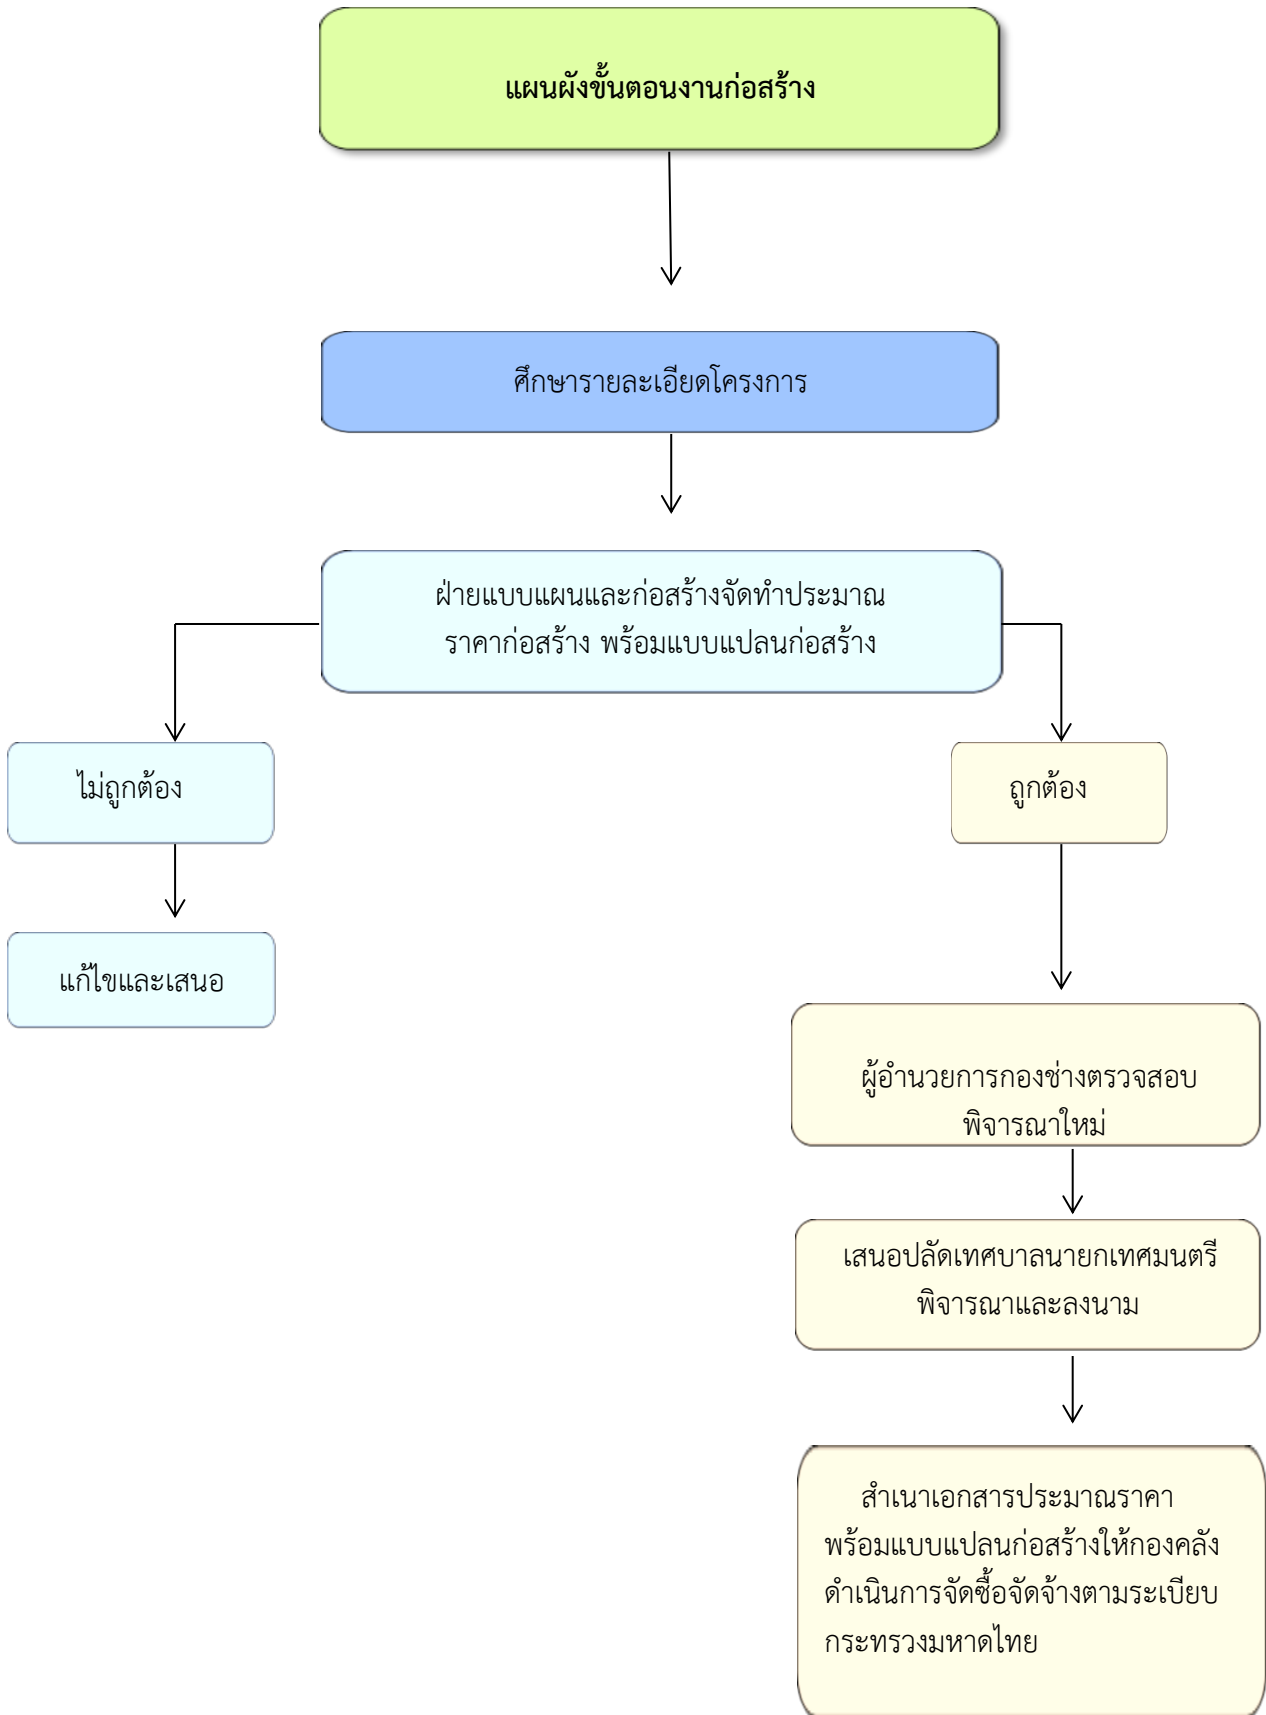 แผนผังขั้นตอนงานก่อสร้าง
ศึกษารายละเอียดโครงการ
ฝ่ายแบบแผนและก่อสร้างจัดทำประมาณ
ราคาก่อสร้าง พร้อมแบบแปลนก่อสร้าง
ไม่ถูกต้อง
ถูกต้อง
แก้ไขและเสนอ
ผู้อำนวยการกองช่างตรวจสอบ
พิจารณาใหม่
เสนอปลัดเทศบาลนายกเทศมนตรี
พิจารณาและลงนาม
สำเนาเอกสารประมาณราคา
พร้อมแบบแปลนก่อสร้างให้กองคลัง
ดำเนินการจัดซื้อจัดจ้างตามระเบียบ
กระทรวงมหาดไทย